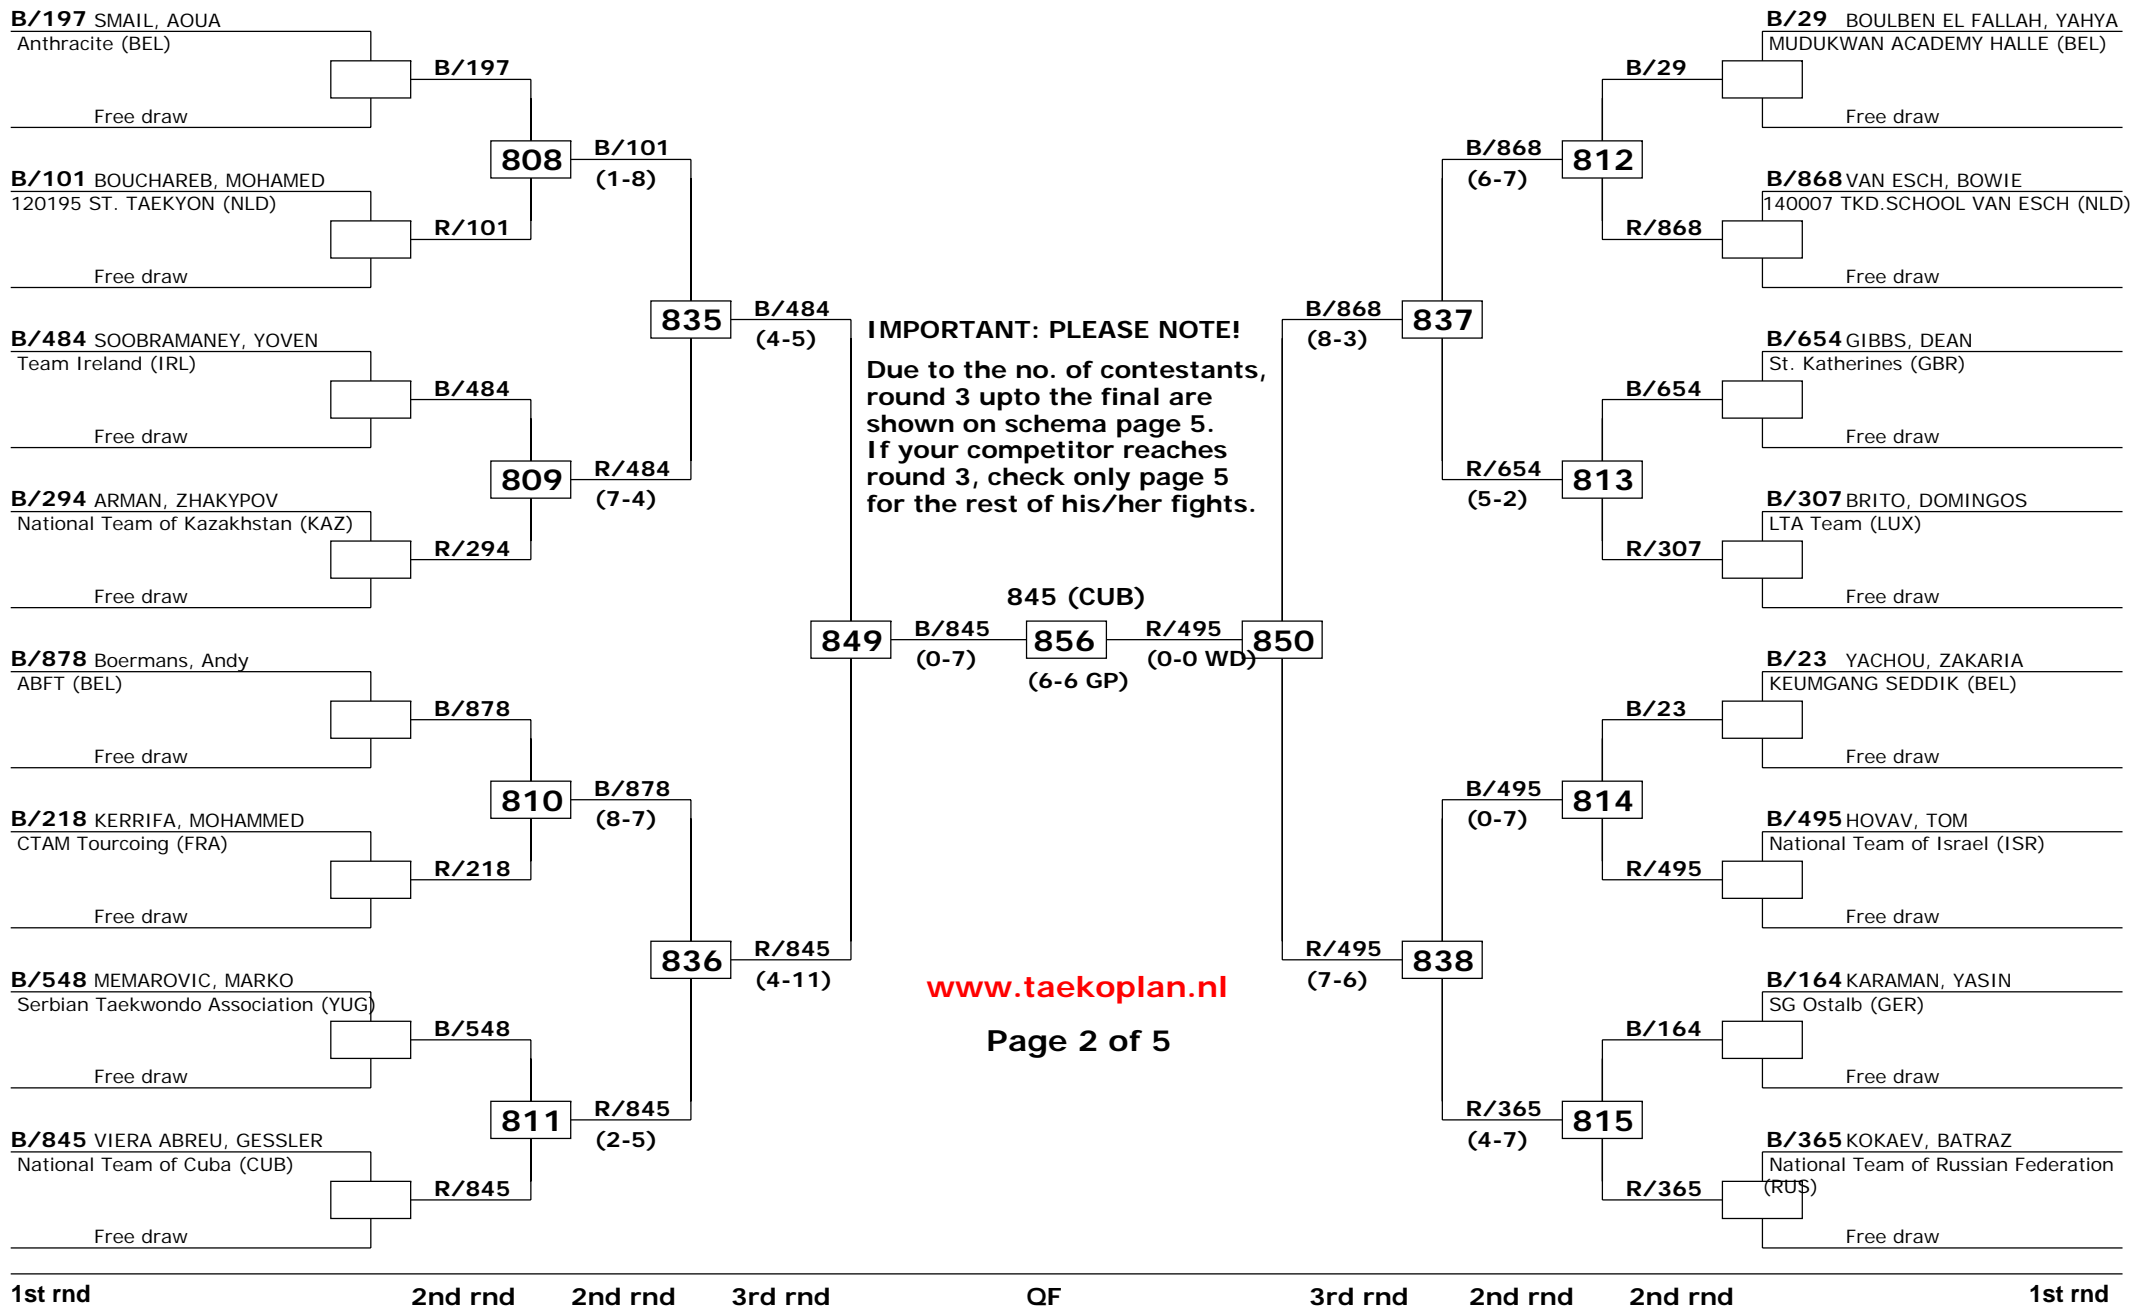 B/197 SMAIL, AOUA
Anthracite (BEL)
Free draw
B/101 BOUCHAREB, MOHAMED
120195 ST. TAEKYON (NLD)
Free draw
B/484 SOOBRAMANEY, YOVEN
Team Ireland (IRL)
Free draw
B/294 ARMAN, ZHAKYPOV
National Team of Kazakhstan (KAZ)
Free draw
B/878 Boermans, Andy
ABFT (BEL)
Free draw
B/218 KERRIFA, MOHAMMED
CTAM Tourcoing (FRA)
Free draw
B/548 MEMAROVIC, MARKO
Serbian Taekwondo Association (YUG)
Free draw
B/845 VIERA ABREU, GESSLER
National Team of Cuba (CUB)
Free draw
B/197
R/101
B/484
R/294
B/878
R/218
B/548
R/845
808
809
810
811
B/101
(1-8)
R/484
(7-4)
B/878
(8-7)
R/845
(2-5)
835
836
B/484
(4-5)
R/845
(4-11)
IMPORTANT: PLEASE NOTE!
Due to the no. of contestants,
round 3 upto the final are
shown on schema page 5.
If your competitor reaches
round 3, check only page 5
for the rest of his/her fights.
845 (CUB)
849
B/845
(0-7)
856
(6-6 GP)
R/495
(0-0 WD)
850
www.taekoplan.nl
Page 2 of 5
B/868
(8-3)
R/495
(7-6)
837
838
B/868
(6-7)
R/654
(5-2)
B/495
(0-7)
R/365
(4-7)
812
813
814
815
B/29
R/868
B/654
R/307
B/23
R/495
B/164
R/365
B/29 BOULBEN EL FALLAH, YAHYA
MUDUKWAN ACADEMY HALLE (BEL)
Free draw
B/868 VAN ESCH, BOWIE
140007 TKD.SCHOOL VAN ESCH (NLD)
Free draw
B/654 GIBBS, DEAN
St. Katherines (GBR)
Free draw
B/307 BRITO, DOMINGOS
LTA Team (LUX)
Free draw
B/23 YACHOU, ZAKARIA
KEUMGANG SEDDIK (BEL)
Free draw
B/495 HOVAV, TOM
National Team of Israel (ISR)
Free draw
B/164 KARAMAN, YASIN
SG Ostalb (GER)
Free draw
B/365 KOKAEV, BATRAZ
National Team of Russian Federation
(RUS)
Free draw
1st rnd 2nd rnd 2nd rnd 3rd rnd QF 3rd rnd 2nd rnd 2nd rnd 1st rnd